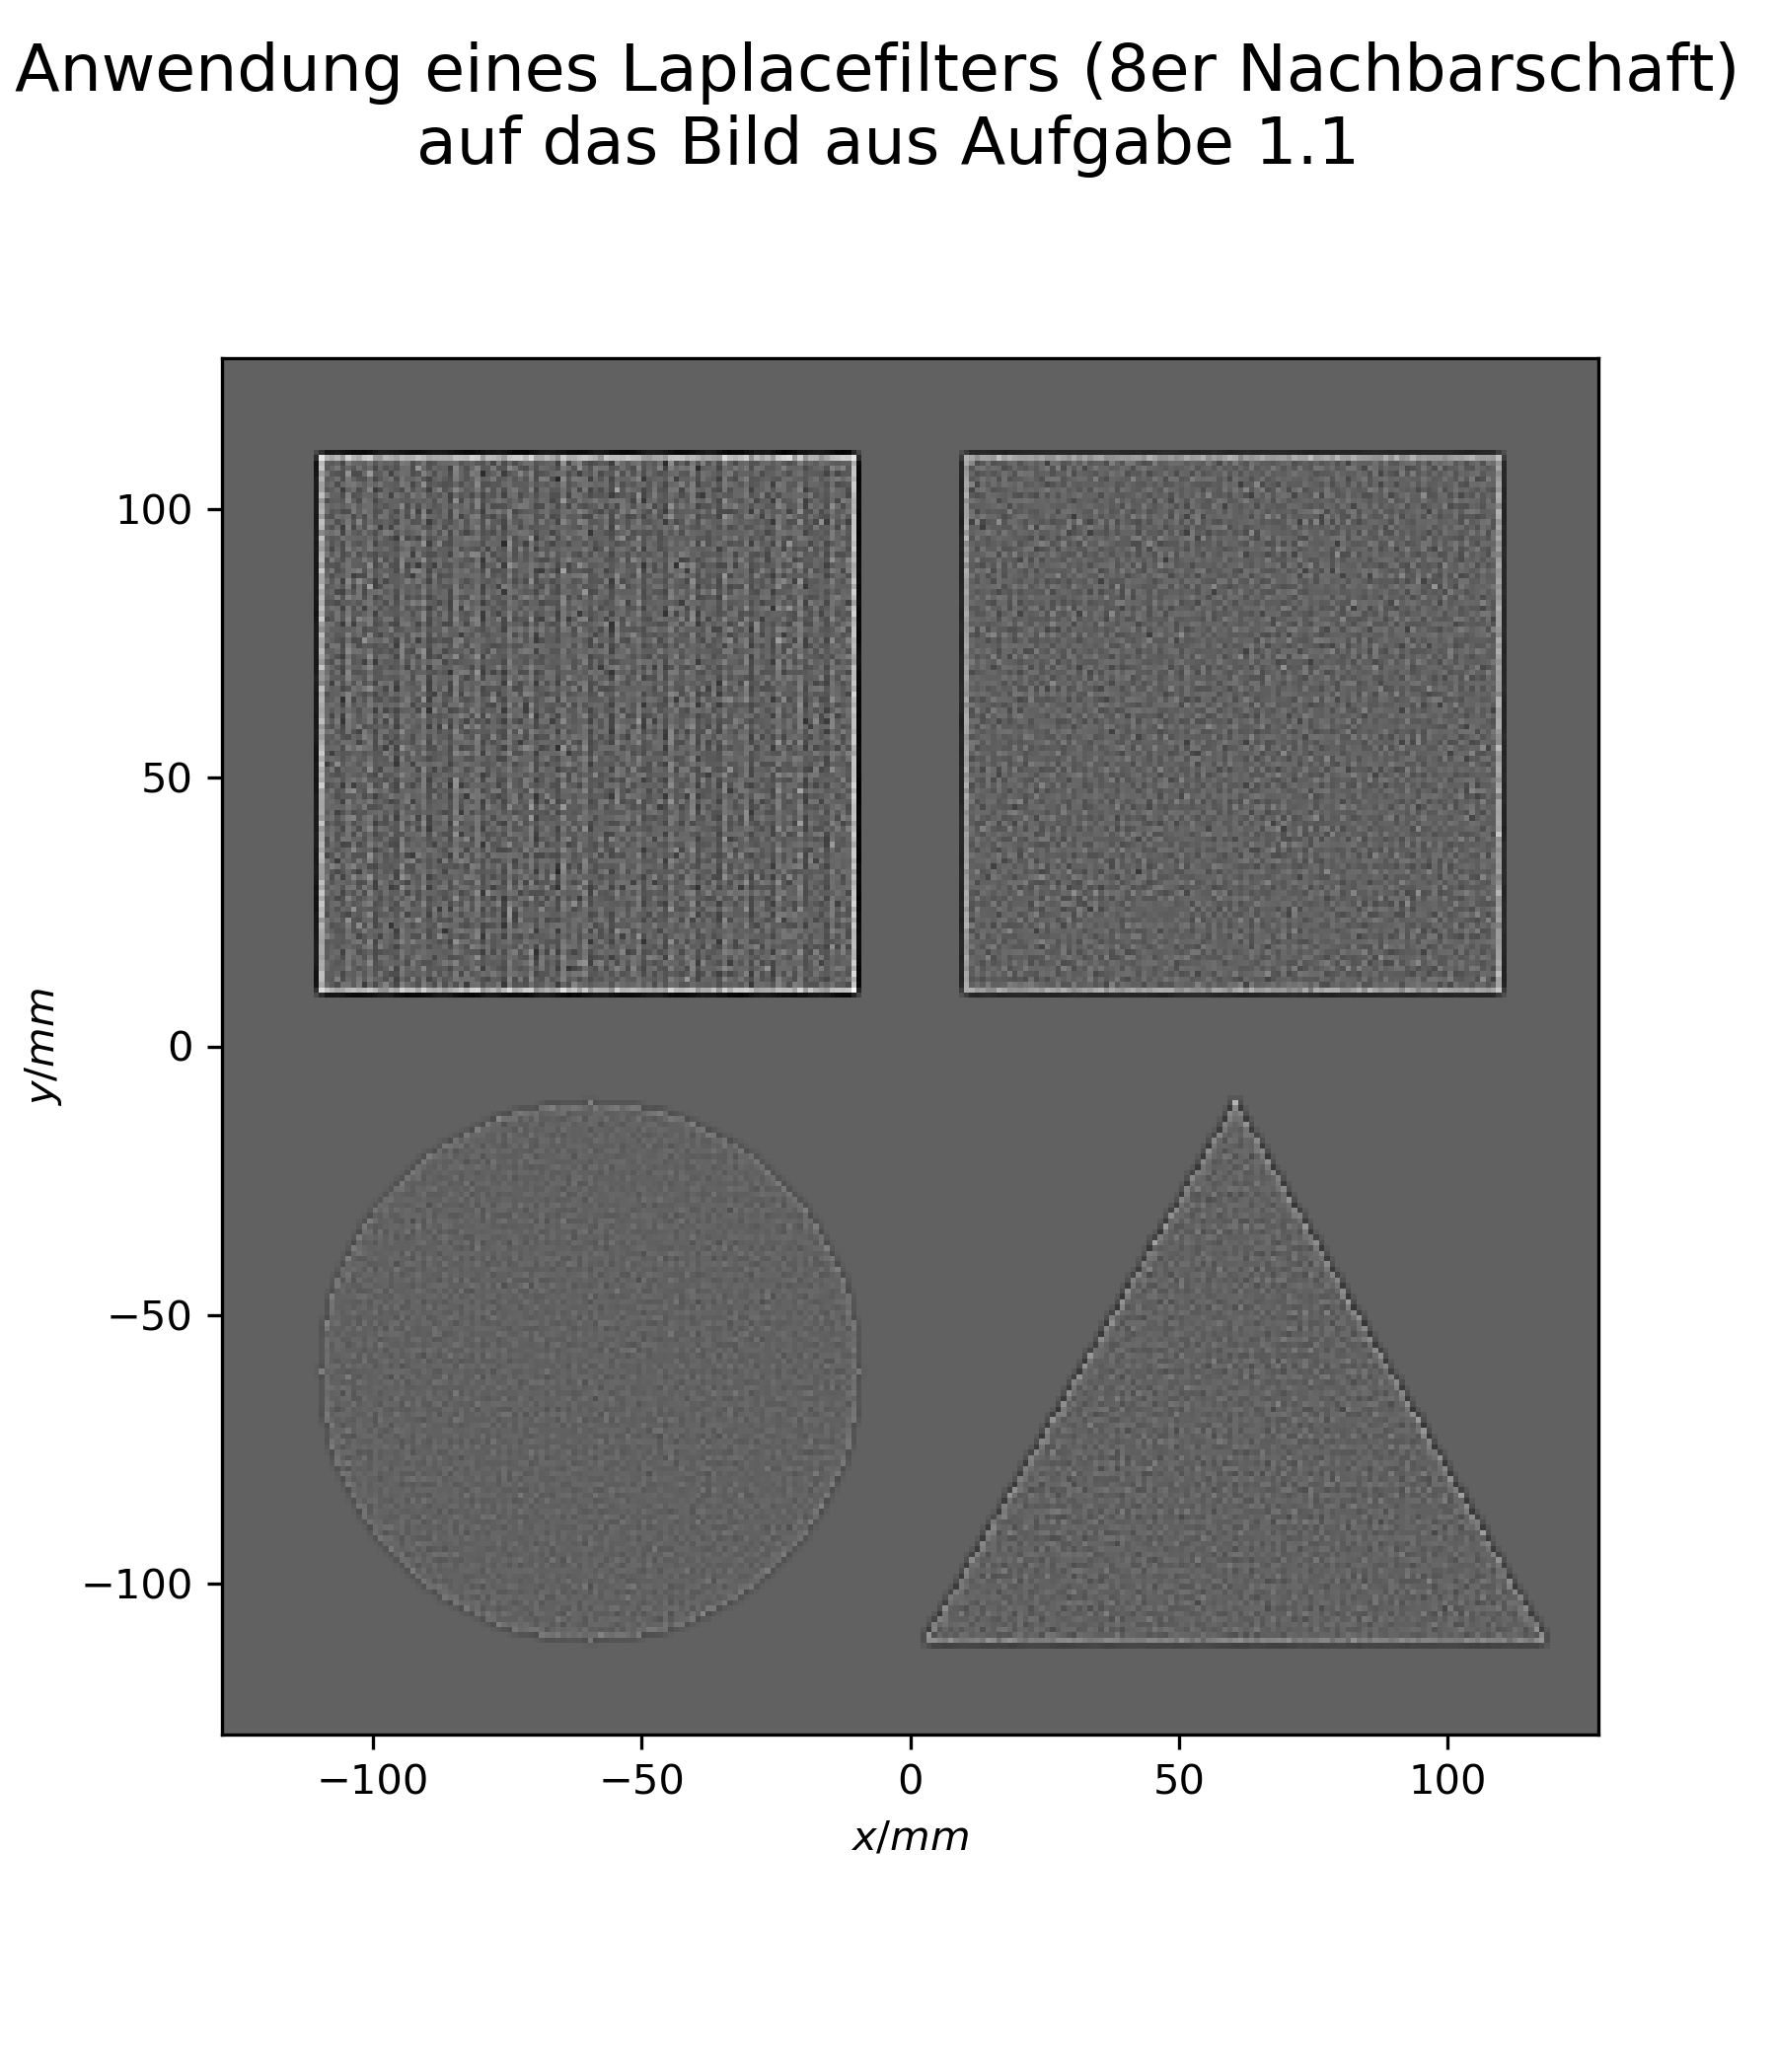 Anwendung eines Laplacefilters (8er Nachbarschaft)
auf das Bild aus Aufgabe 1.1
100
50
0
−50
−100
y/mm
−100
−50
0
50
100
x/mm